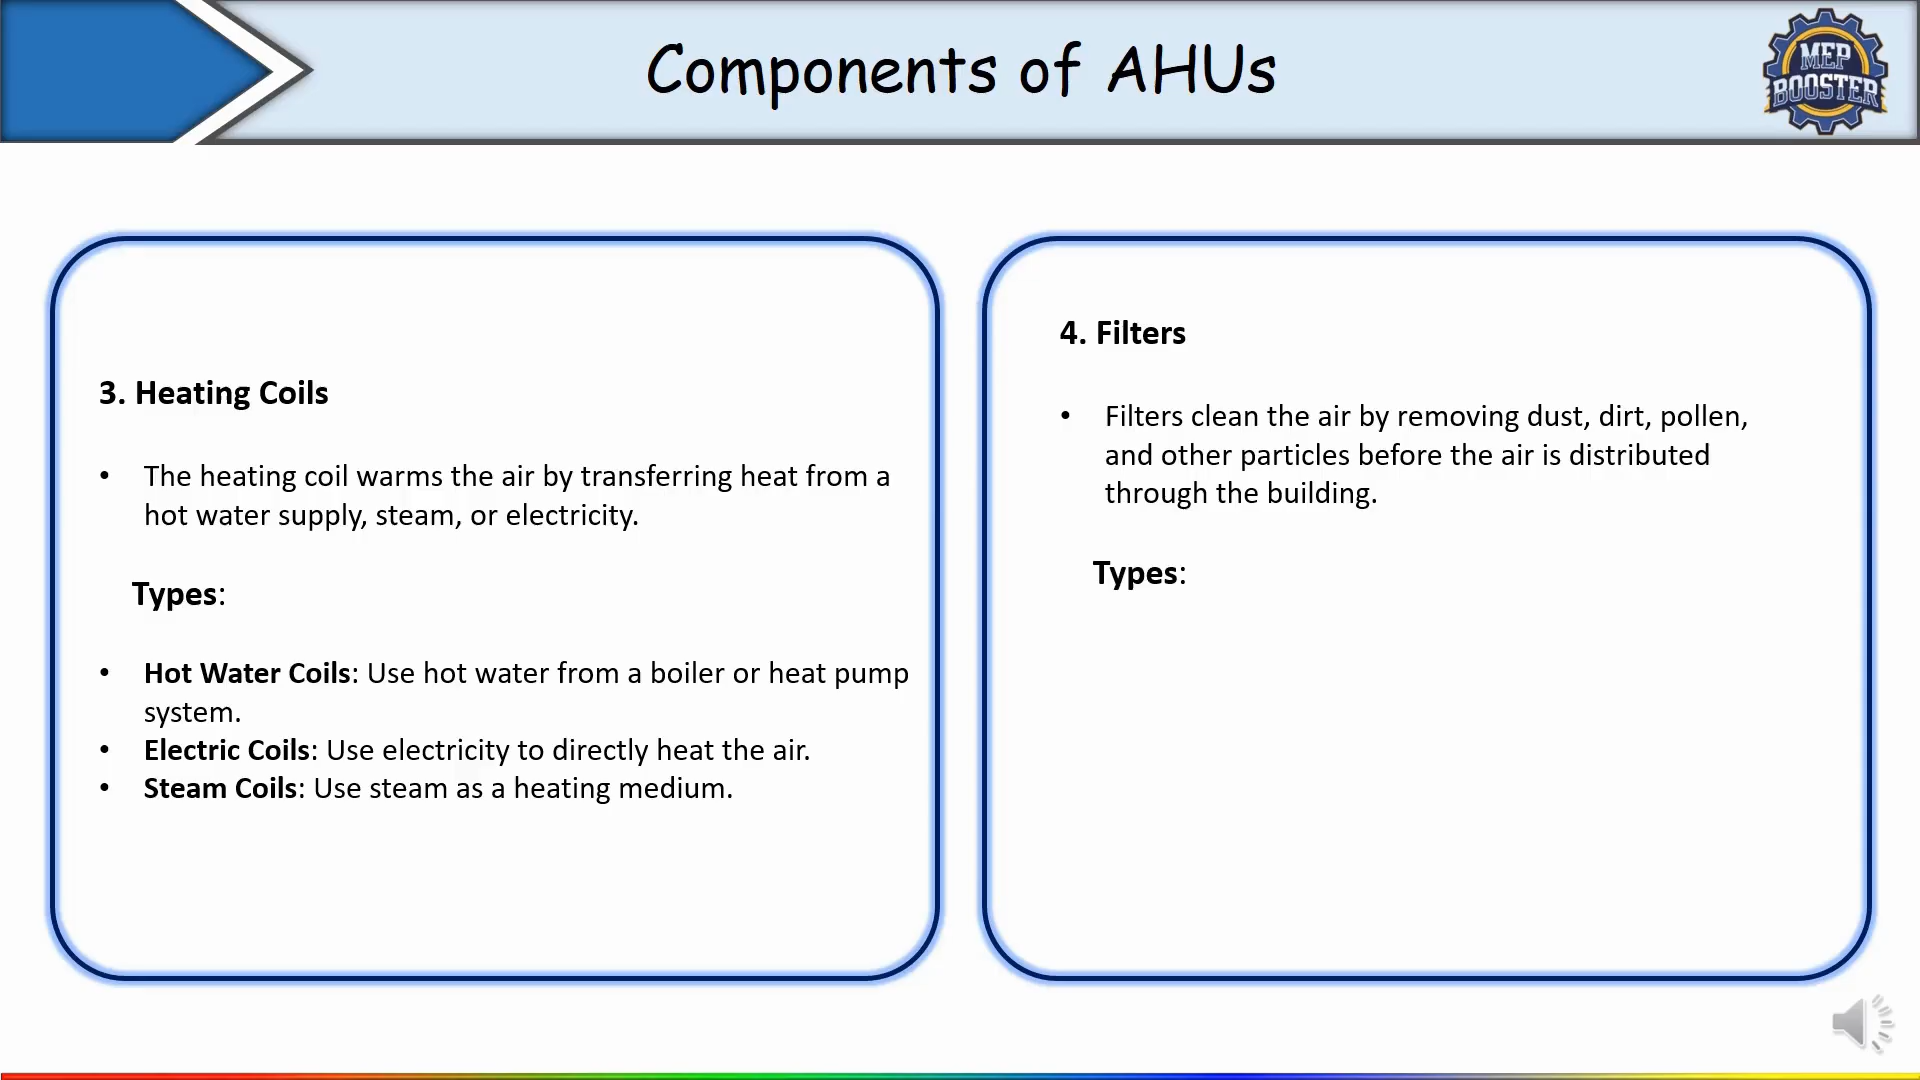 Components of AHUs
MEP
BOOSTER
3. Heating Coils
• The heating coil warms the air by transferring heat from a
hot water supply, steam, or electricity.
Types:
• Hot Water Coils: Use hot water from a boiler or heat pump
system.
• Electric Coils: Use electricity to directly heat the air.
• Steam Coils: Use steam as a heating medium.
4. Filters
• Filters clean the air by removing dust, dirt, pollen,
and other particles before the air is distributed
through the building.
Types: